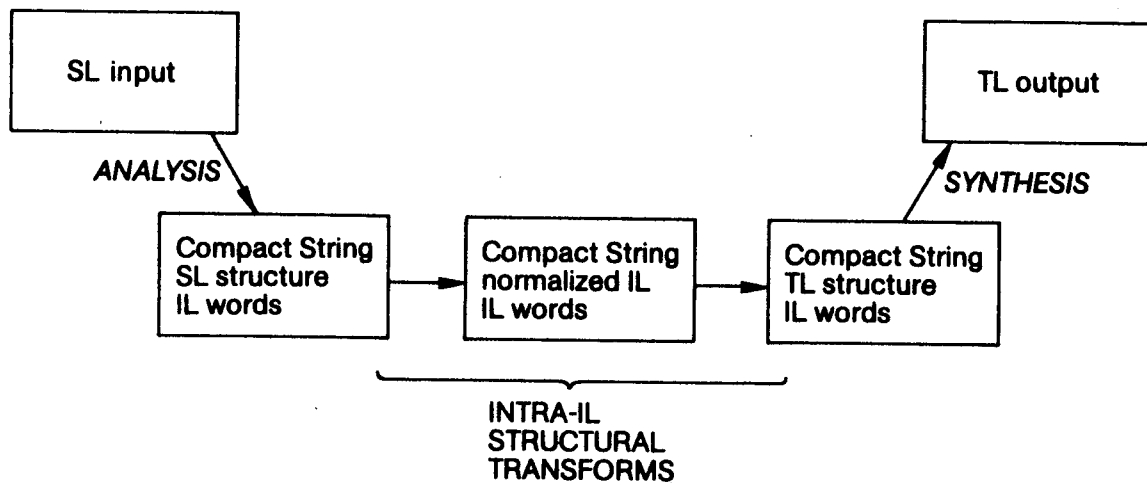 SL input
TL output
ANALYSIS
SYNTHESIS
Compact String
SL structure
IL words
Compact String
normalized IL
IL words
Compact String
TL structure
IL words
INTRA-IL
STRUCTURAL
TRANSFORMS